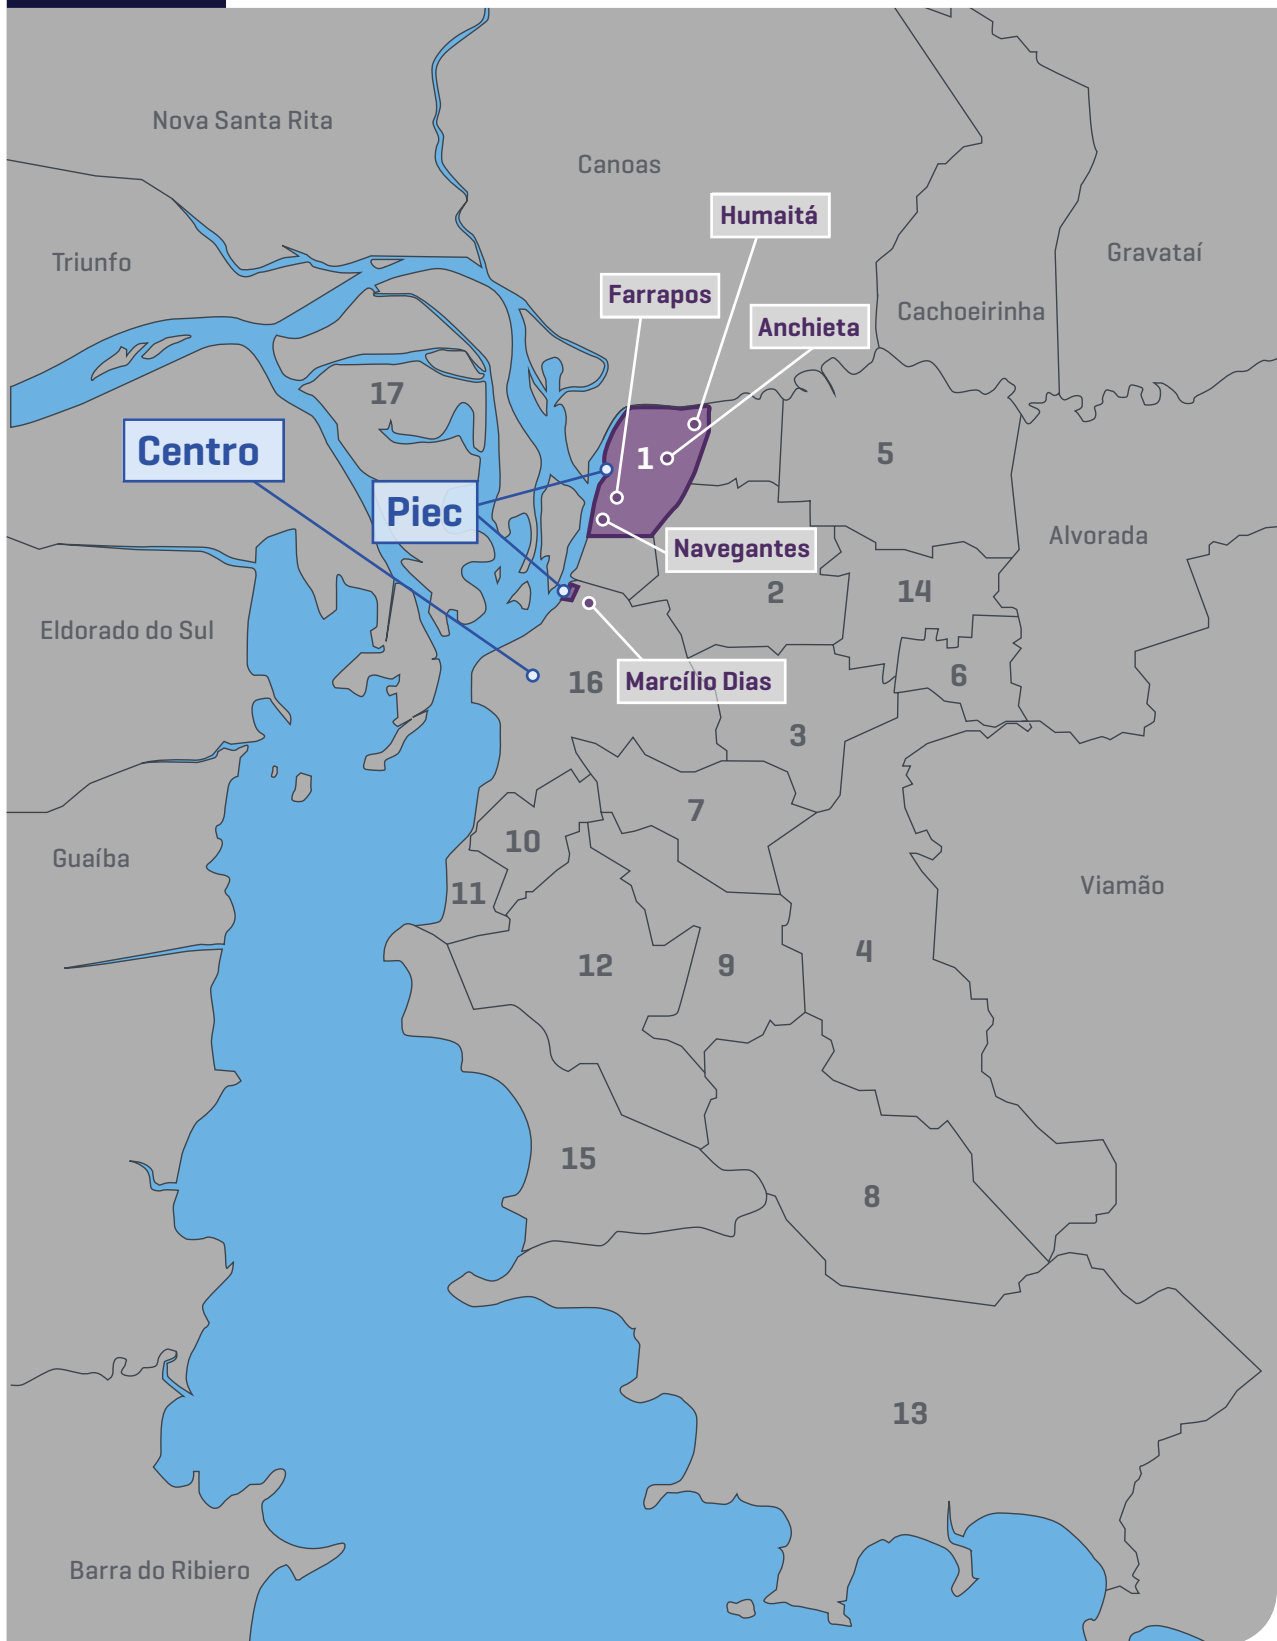 Nova Santa Rita
Canoas
Humaitá
Gravataí
Triunfo
Farrapos
Cachoeirinha
Anchieta
17
Centro
5
1
Piec
Alvorada
Navegantes
2
14
Eldorado do Sul
6
16
Marcílio Dias
3
7
10
Guaíba
11
Viamão
4
12
9
15
8
13
Barra do Ribiero